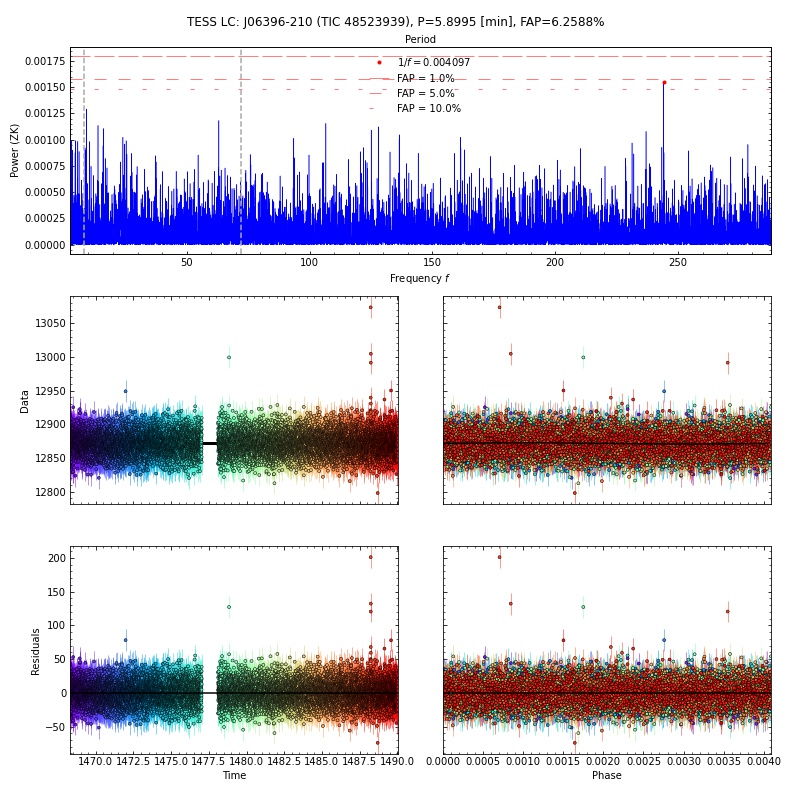 TESS LC: J06396-210 (TIC 48523939), P=5.8995 [min], FAP=6.2588%
Period
0.00175
0.00150
0.00125
0.00100
0.00075
0.00050
0.00025
0.00000
Power (ZK)
1/f = 0.004097
FAP = 1.0%
FAP = 5.0%
FAP = 10.0%
50 100 150 200 250
Frequency f
13050
13000
12950
12900
12850
12800
Data
200
150
100
50
0
−50
Residuals
1470.0 1472.5 1475.0 1477.5 1480.0 1482.5 1485.0 1487.5 1490.0
Time
0.0000 0.0005 0.0010 0.0015 0.0020 0.0025 0.0030 0.0035 0.0040
Phase